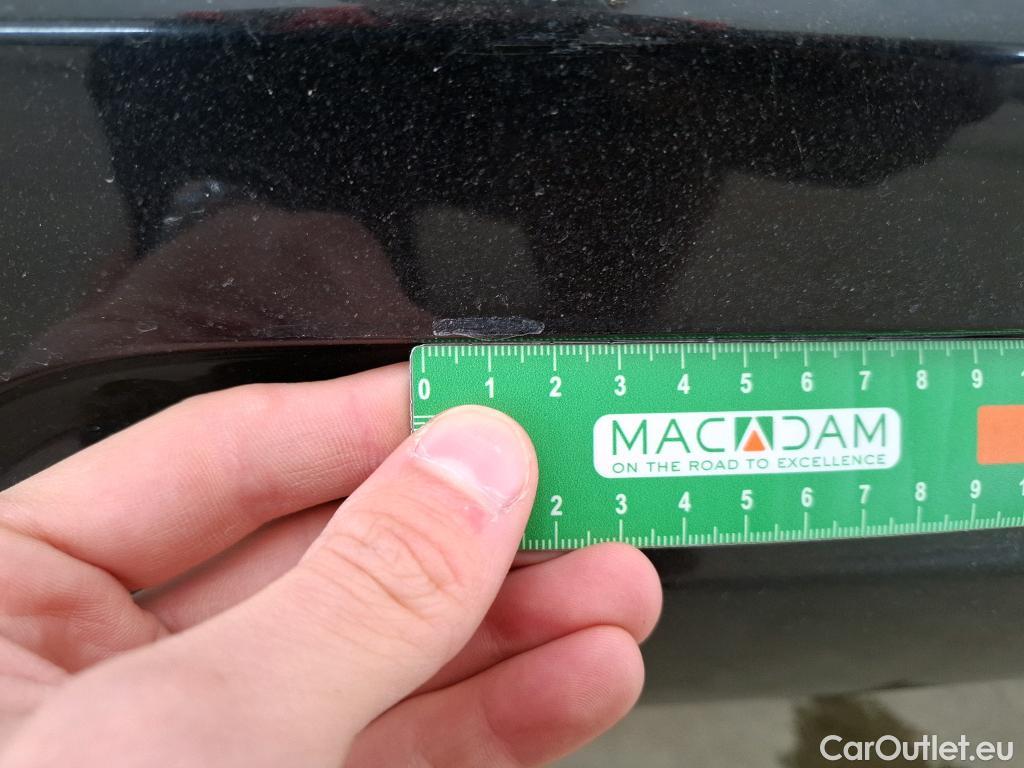 0 1 2 3 4 5 6 7 8 9
MACADAM
ON THE ROAD TO EXCELLENCE
2 3 4 5 6 7 8 9
CarOutlet.eu